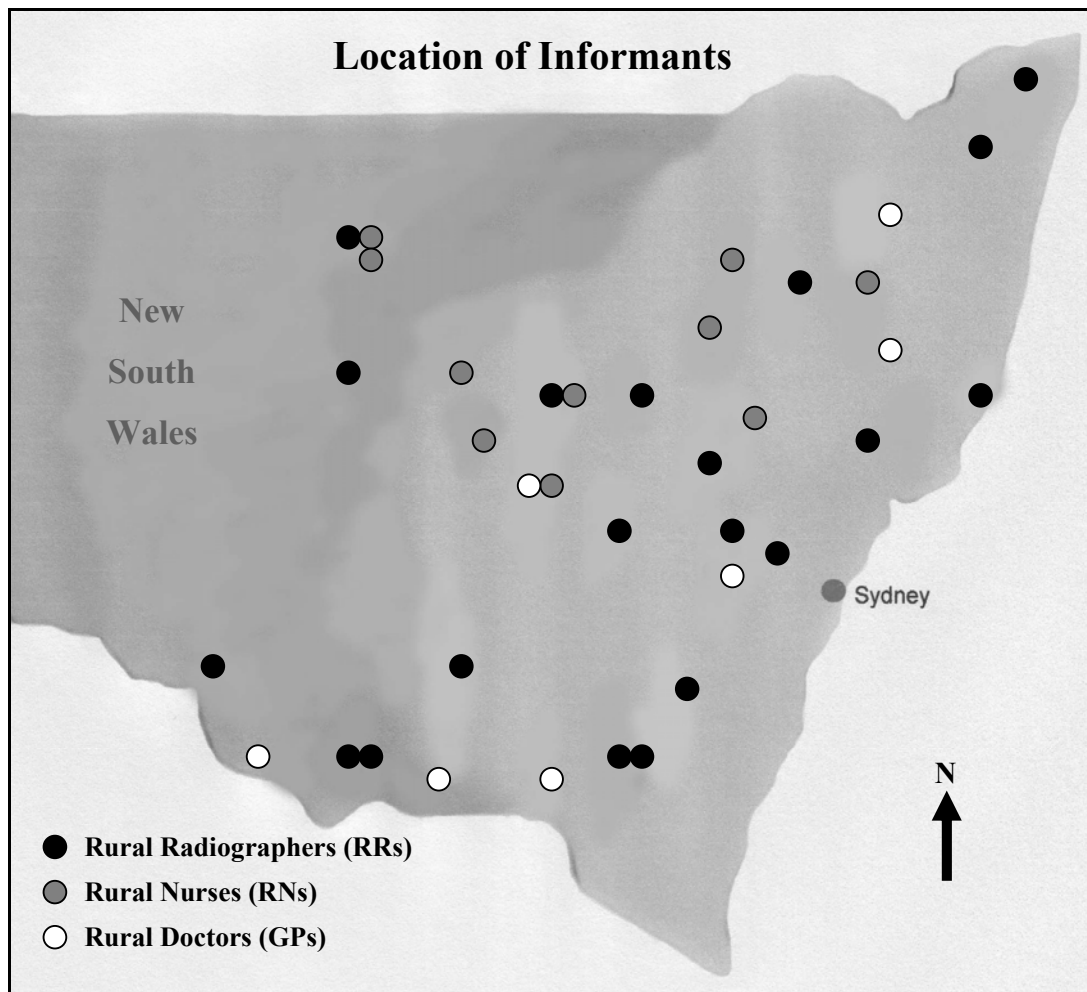 Location of Informants
New
South
Wales
Sydney
N
Rural Radiographers (RRs)
Rural Nurses (RNs)
Rural Doctors (GPs)